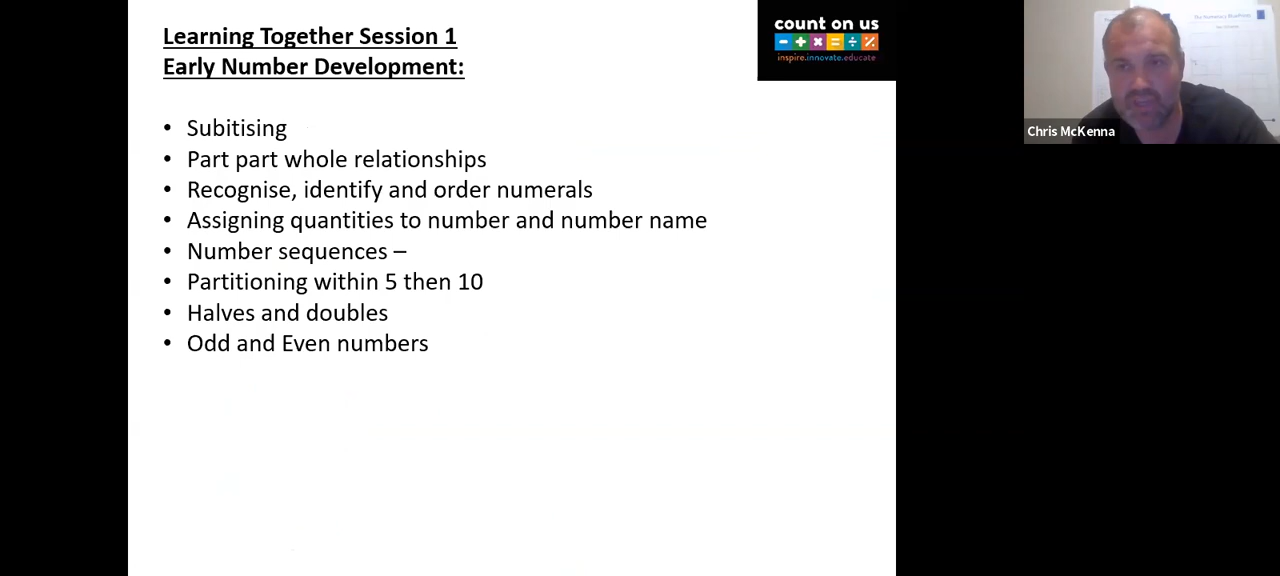 Learning Together Session 1
Early Number Development:
• Subitising
• Part part whole relationships
• Recognise, identify and order numerals
• Assigning quantities to number and number name
• Number sequences –
• Partitioning within 5 then 10
• Halves and doubles
• Odd and Even numbers
count on us
− + × = ÷ %
inspire.innovate.educate
Chris McKenna